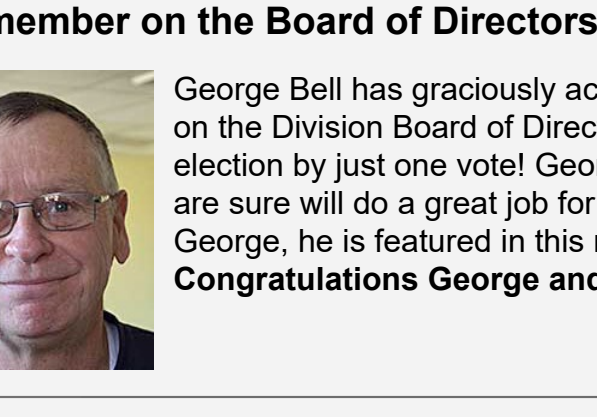 member on the Board of Directors
George Bell has graciously ac
on the Division Board of Direc
election by just one vote! Geor
are sure will do a great job for
George, he is featured in this
Congratulations George and